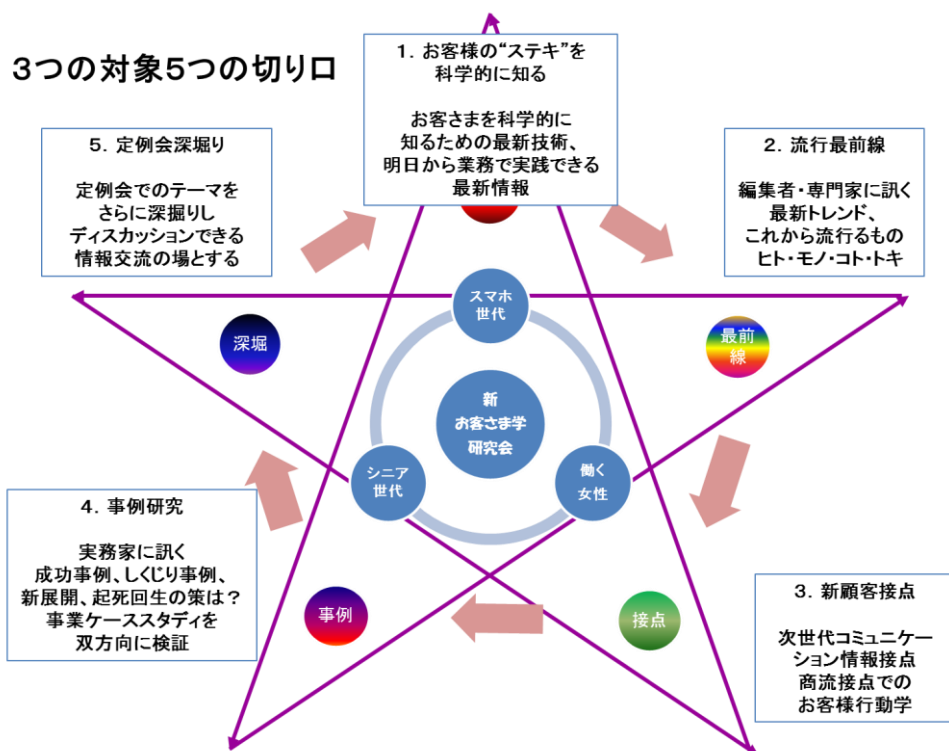 3つの対象5つの切り口
1. お客様の“ステキ”を
科学的に知る
お客さまを科学的に
知るための最新技術、
明日から業務で実践できる
最新情報
5. 定例会深堀り
定例会でのテーマを
さらに深掘りし
ディスカッションできる
情報交流の場とする
2. 流行最前線
編集者・専門家に訊く
最新トレンド、
これから流行るもの
ヒト・モノ・コト・トキ
スマホ
世代
深堀
最前
線
新
お客さま学
研究会
シニア
世代
働く
女性
4. 事例研究
実務家に訊く
成功事例、しくじり事例、
新展開、起死回生の策は?
事業ケーススタディを
双方向に検証
事例
接点
3. 新顧客接点
次世代コミュニケー
ション情報接点
商流接点での
お客様行動学